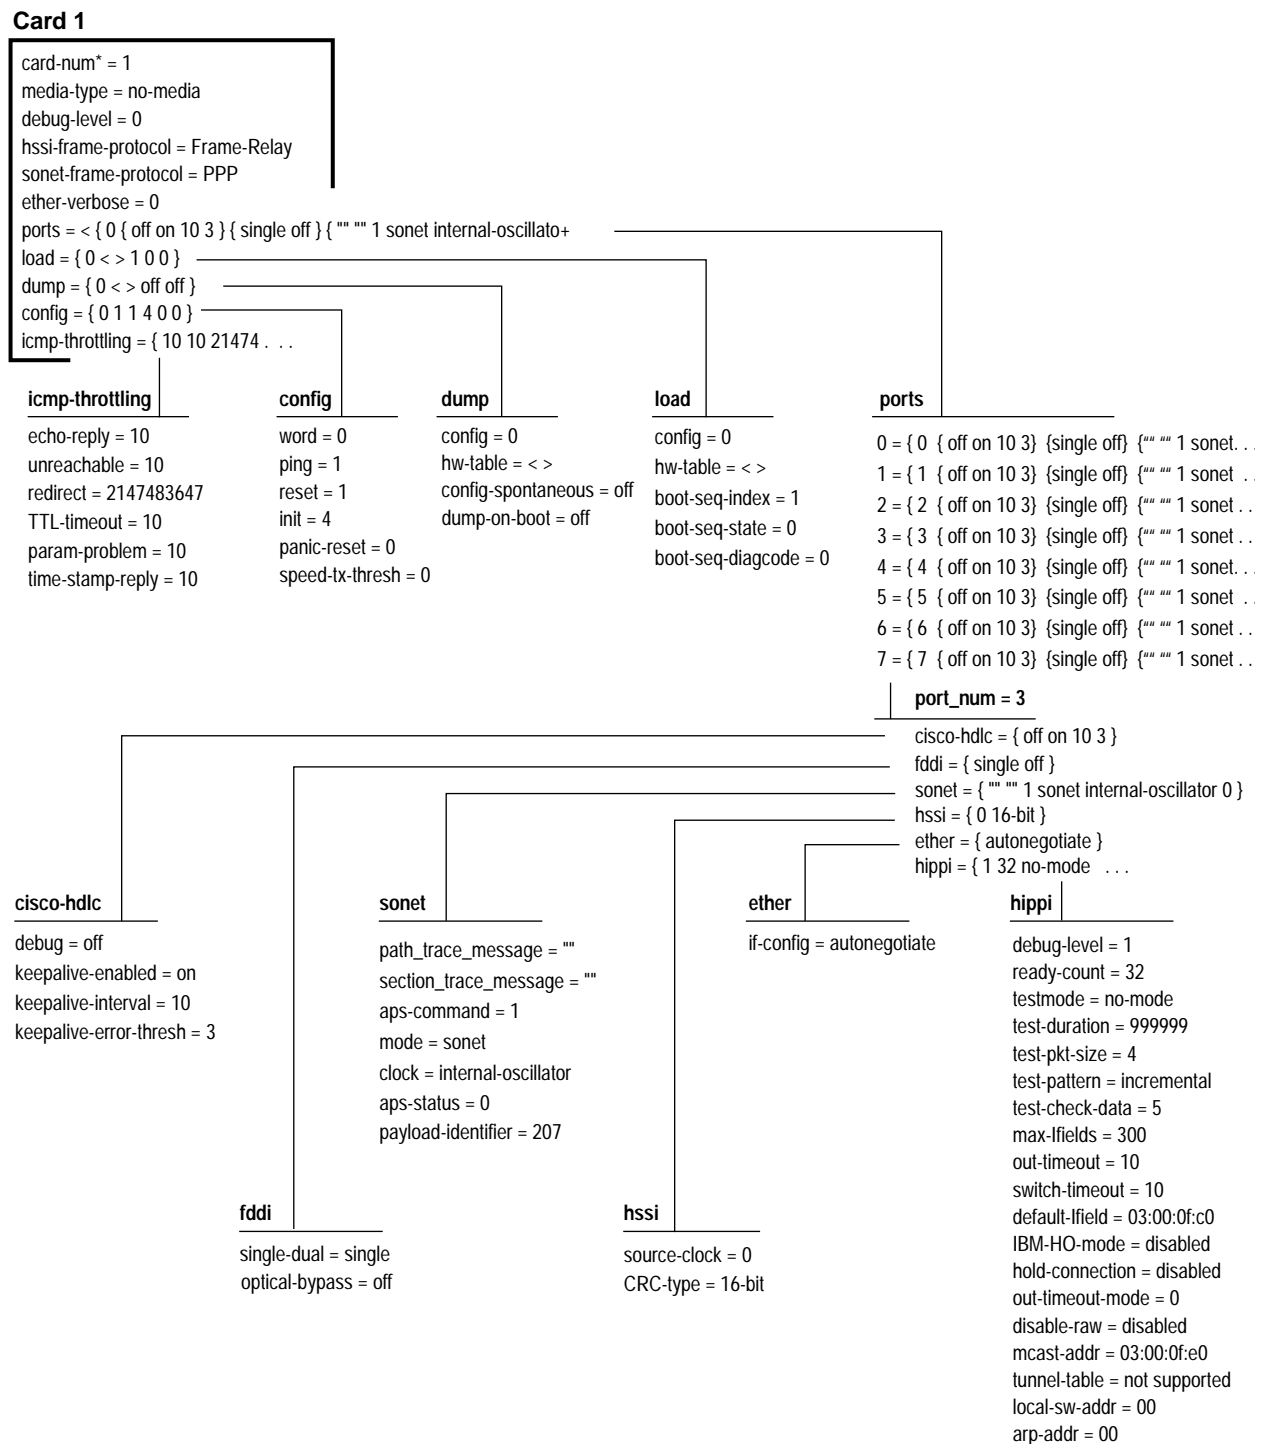 Card 1
card-num* = 1
media-type = no-media
debug-level = 0
hssi-frame-protocol = Frame-Relay
sonet-frame-protocol = PPP
ether-verbose = 0
ports = < { 0 { off on 10 3 } { single off } { "" "" 1 sonet internal-oscillato+
load = { 0 < > 1 0 0 }
dump = { 0 < > off off }
config = { 0 1 1 4 0 0 }
icmp-throttling = { 10 10 21474 . . .
icmp-throttling
echo-reply = 10
unreachable = 10
redirect = 2147483647
TTL-timeout = 10
param-problem = 10
time-stamp-reply = 10
config
word = 0
ping = 1
reset = 1
init = 4
panic-reset = 0
speed-tx-thresh = 0
dump
config = 0
hw-table = < >
config-spontaneous = off
dump-on-boot = off
load
config = 0
hw-table = < >
boot-seq-index = 1
boot-seq-state = 0
boot-seq-diagcode = 0
ports
0 = { 0 { off on 10 3} {single off} {"" "" 1 sonet. . .
1 = { 1 { off on 10 3} {single off} {"" "" 1 sonet . .
2 = { 2 { off on 10 3} {single off} {"" "" 1 sonet . .
3 = { 3 { off on 10 3} {single off} {"" "" 1 sonet . .
4 = { 4 { off on 10 3} {single off} {"" "" 1 sonet. . .
5 = { 5 { off on 10 3} {single off} {"" "" 1 sonet . .
6 = { 6 { off on 10 3} {single off} {"" "" 1 sonet . .
7 = { 7 { off on 10 3} {single off} {"" "" 1 sonet . .
port_num = 3
cisco-hdlc = { off on 10 3 }
fddi = { single off }
sonet = { "" "" 1 sonet internal-oscillator 0 }
hssi = { 0 16-bit }
ether = { autonegotiate }
hippi = { 1 32 no-mode . . .
cisco-hdlc
debug = off
keepalive-enabled = on
keepalive-interval = 10
keepalive-error-thresh = 3
sonet
path_trace_message = ""
section_trace_message = ""
aps-command = 1
mode = sonet
clock = internal-oscillator
aps-status = 0
payload-identifier = 207
ether
if-config = autonegotiate
hippi
debug-level = 1
ready-count = 32
testmode = no-mode
test-duration = 999999
test-pkt-size = 4
test-pattern = incremental
test-check-data = 5
max-Ifields = 300
out-timeout = 10
switch-timeout = 10
default-Ifield = 03:00:0f:c0
IBM-HO-mode = disabled
hold-connection = disabled
out-timeout-mode = 0
disable-raw = disabled
mcast-addr = 03:00:0f:e0
tunnel-table = not supported
local-sw-addr = 00
arp-addr = 00
fddi
single-dual = single
optical-bypass = off
hssi
source-clock = 0
CRC-type = 16-bit